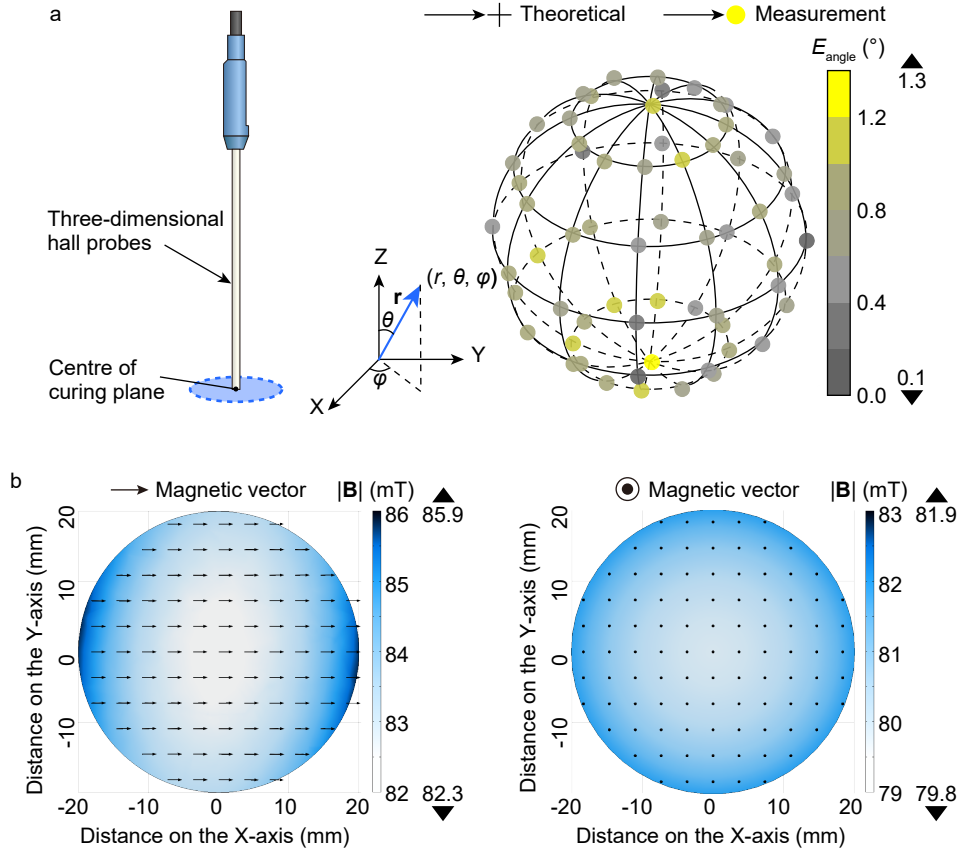 a
Theoretical
Measurement
E angle (°)
1.3
1.2
0.8
0.4
0.0
0.1
Three-dimensional
hall probes
Centre of
curing plane
Z
r
(r, θ, φ)
θ
Y
φ
X
b
Magnetic vector
|B| (mT)
86
85.9
85
84
83
82
82.3
20
10
0
-10
Distance on the Y-axis (mm)
-20 -10 0 10 20
Distance on the X-axis (mm)
Magnetic vector
|B| (mT)
83
81.9
82
81
80
79
79.8
20
10
0
-10
Distance on the Y-axis (mm)
-20 -10 0 10 20
Distance on the X-axis (mm)